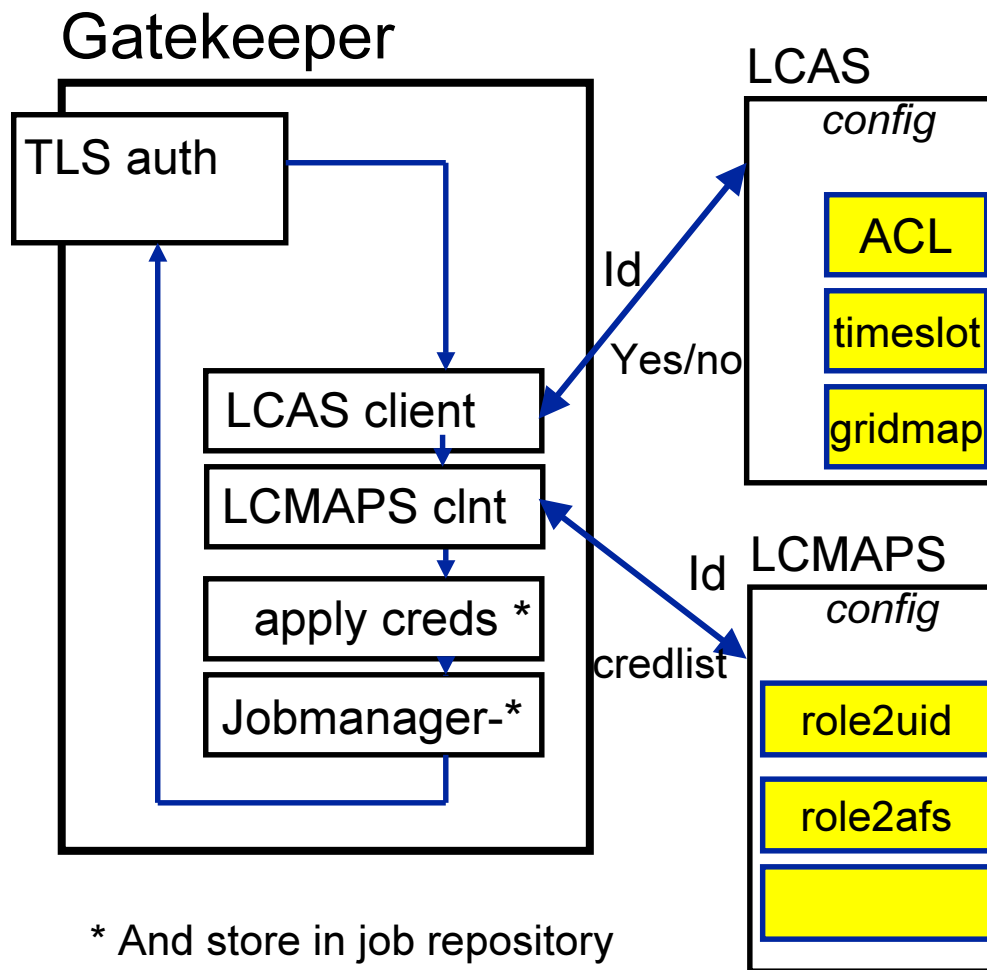 Gatekeeper
TLS auth
LCAS client
LCMAPS clnt
apply creds *
Jobmanager-*
Id
Yes/no
Id
credlist
LCAS
config
ACL
timeslot
gridmap
LCMAPS
config
role2uid
role2afs
* And store in job repository